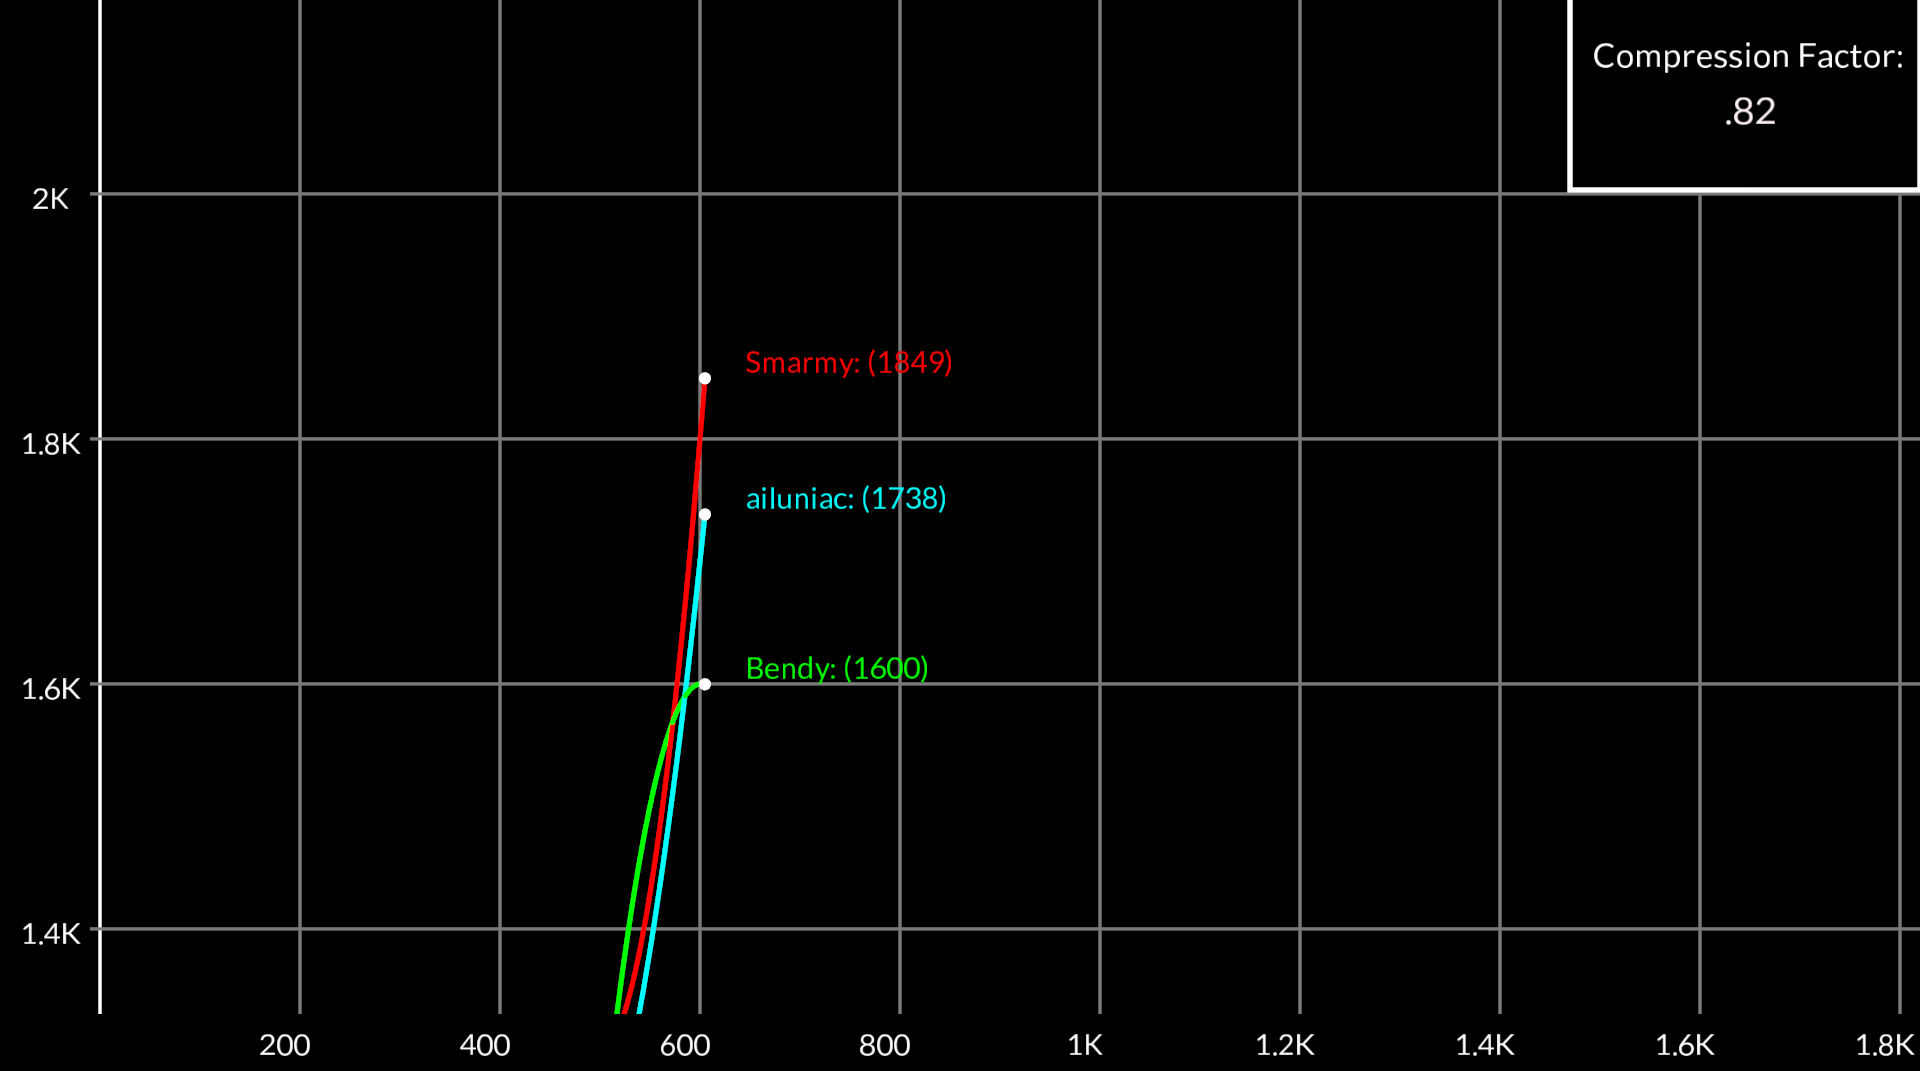 Compression Factor:
.82
2K
Smarmy: (1849)
1.8K
ailuniac: (1738)
Bendy: (1600)
1.6K
1.4K
200 400 600 800 1K 1.2K 1.4K 1.6K 1.8K